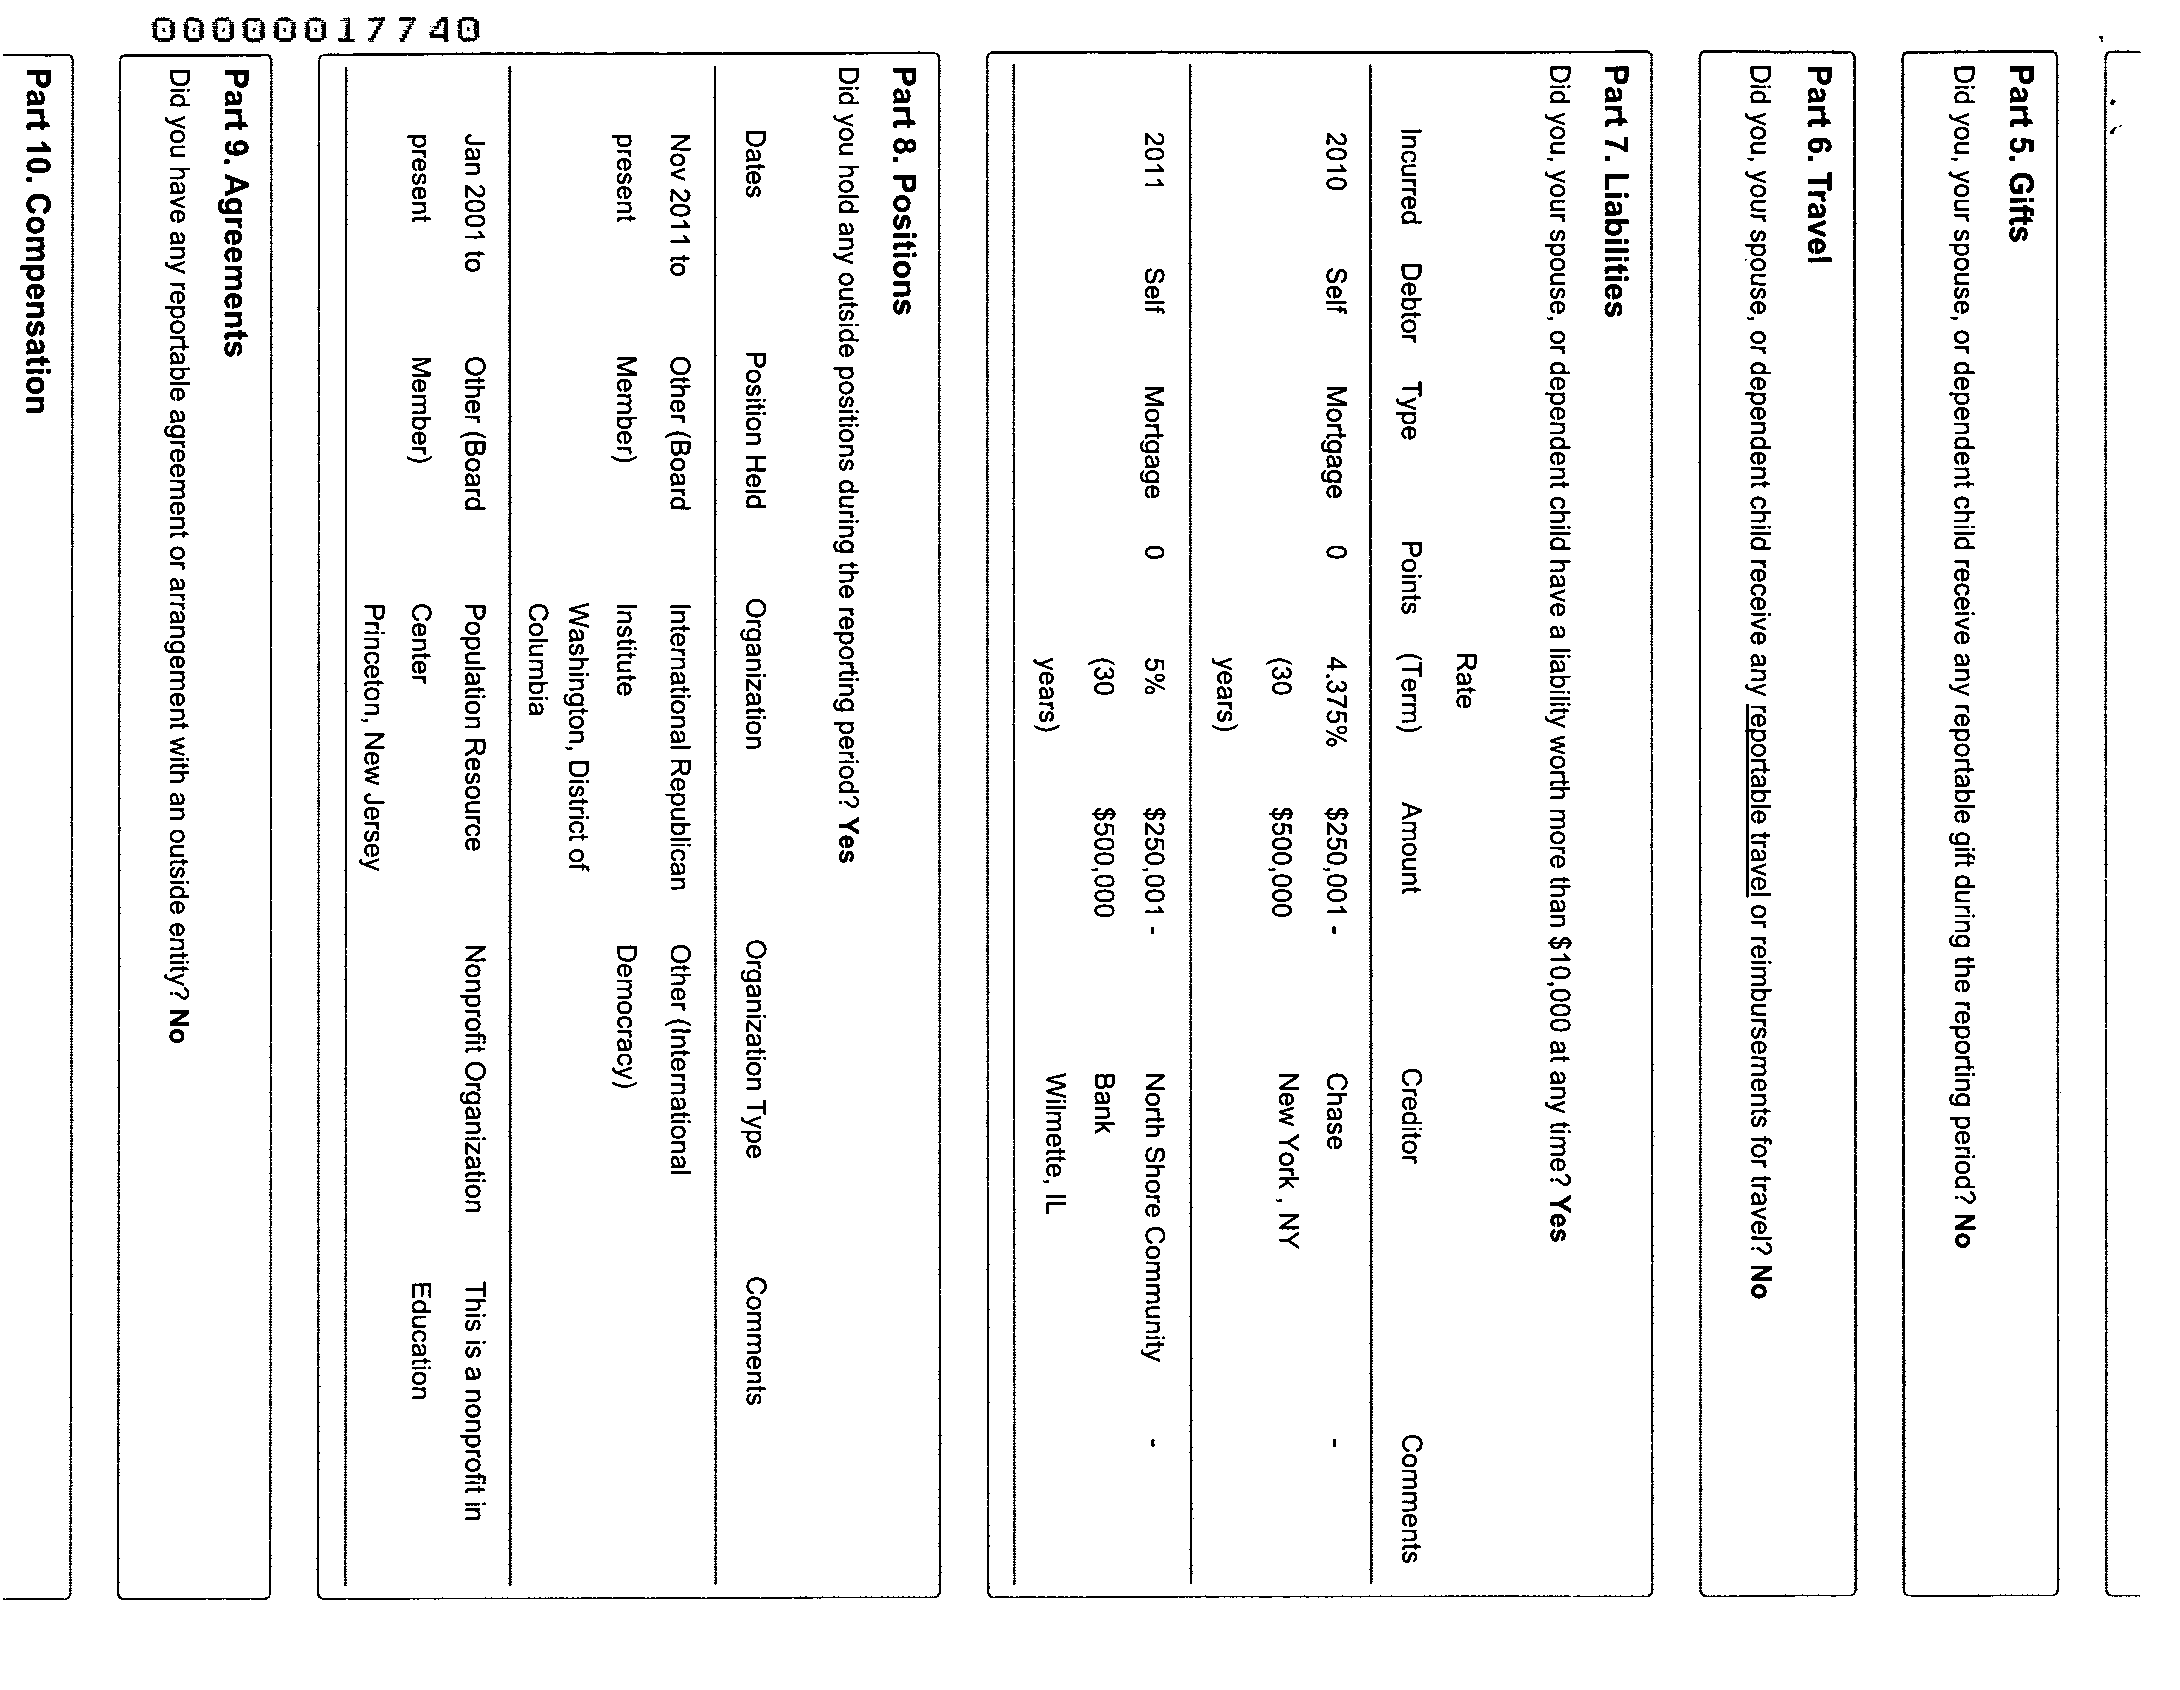 00000017740
Part 5. Gifts
Did you, your spouse, or dependent child receive any reportable gift during the reporting period? No
Part 6. Travel
Did you, your spouse, or dependent child receive any reportable travel or reimbursements for travel? No
Part 7. Liabilities
Did you, your spouse, or dependent child have a liability worth more than $10,000 at any time? Yes
Rate
Incurred Debtor Type Points (Term) Amount Creditor Comments
2010 Self Mortgage 0 4.375% $250,001 - Chase -
(30 $500,000 New York , NY
years)
2011 Self Mortgage 0 5% $250,001 - North Shore Community -
(30 $500,000 Bank
years) Wilmette, IL
Part 8. Positions
Did you hold any outside positions during the reporting period? Yes
Dates Position Held Organization Organization Type Comments
Nov 2011 to Other (Board International Republican Other (International
present Member) Institute Democracy)
Washington, District of
Columbia
Jan 2001 to Other (Board Population Resource Nonprofit Organization This is a nonprofit in
present Member) Center Education
Princeton, New Jersey
Part 9. Agreements
Did you have any reportable agreement or arrangement with an outside entity? No
Part 10. Compensation